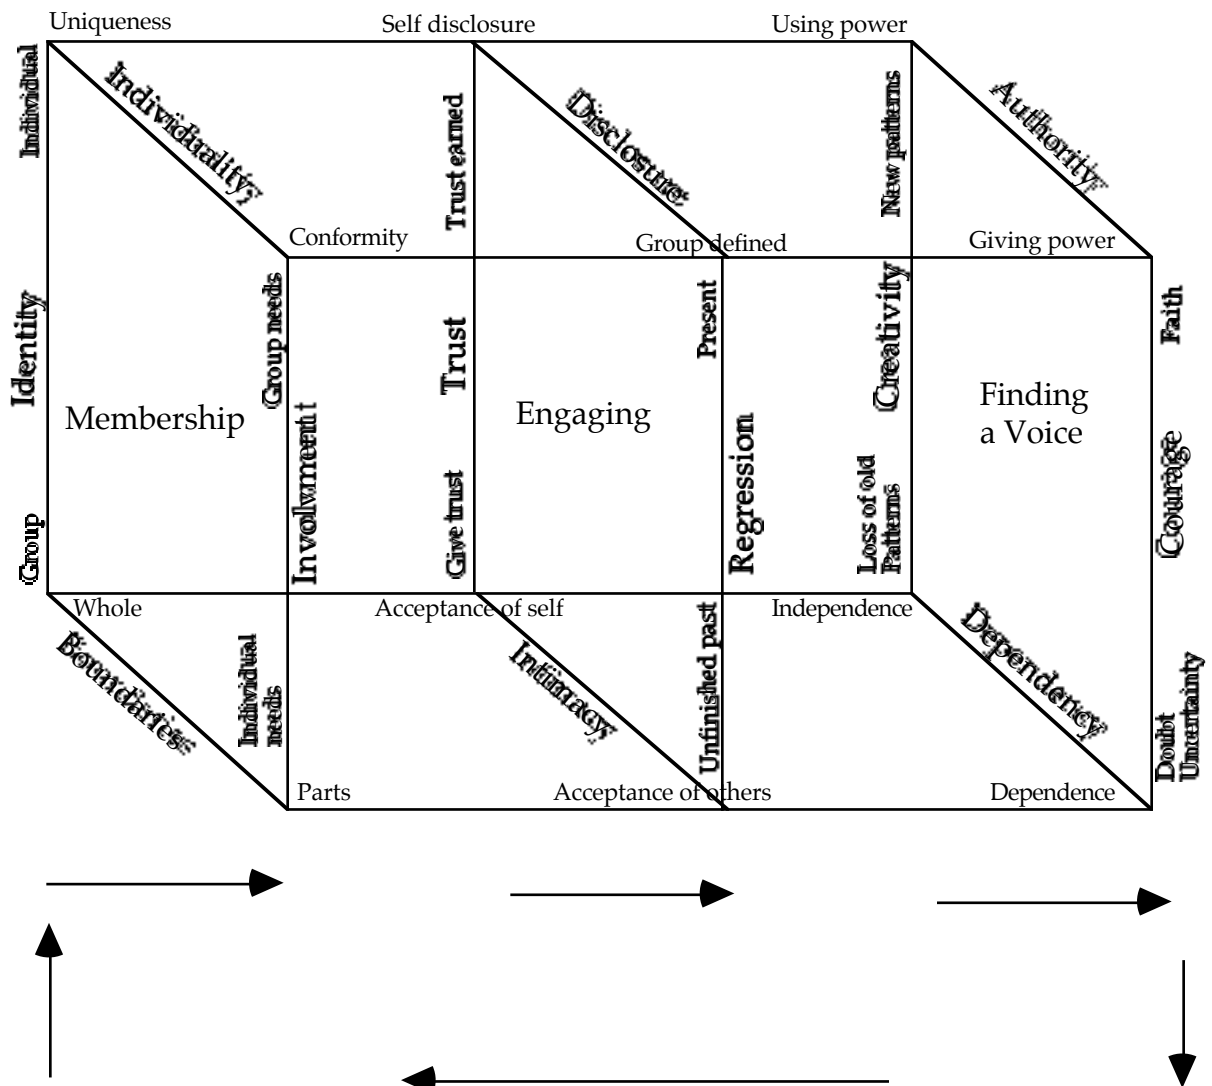 Uniqueness
Self disclosure
Using power
Individual
Individuality
Trust earned
Disclosure
New patterns
Authority
Conformity
Group defined
Giving power
Identity
Group needs
Trust
Present
Creativity
Faith
Membership
Engaging
Finding
a Voice
Group
Involvment
Give trust
Regression
Loss of old
Patterns
Courage
Whole
Acceptance of self
Independence
Boundaries
Individual
needs
Intimacy
Unfinished past
Dependency
Doubt
Uncertainty
Parts
Acceptance of others
Dependence